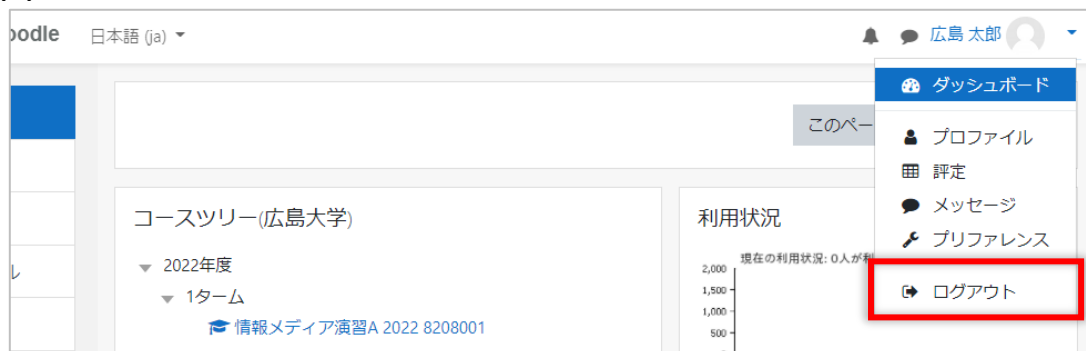 oodle 日本語 (ja) 広島 太郎
ダッシュボード
このペー
プロファイル
評定
メッセージ
プリファレンス
ログアウト
コースツリー(広島大学)
2022年度
1ターム
情報メディア演習A 2022 8208001
ル
利用状況
現在の利用状況: 0人が利
2,000
1,500
1,000
500